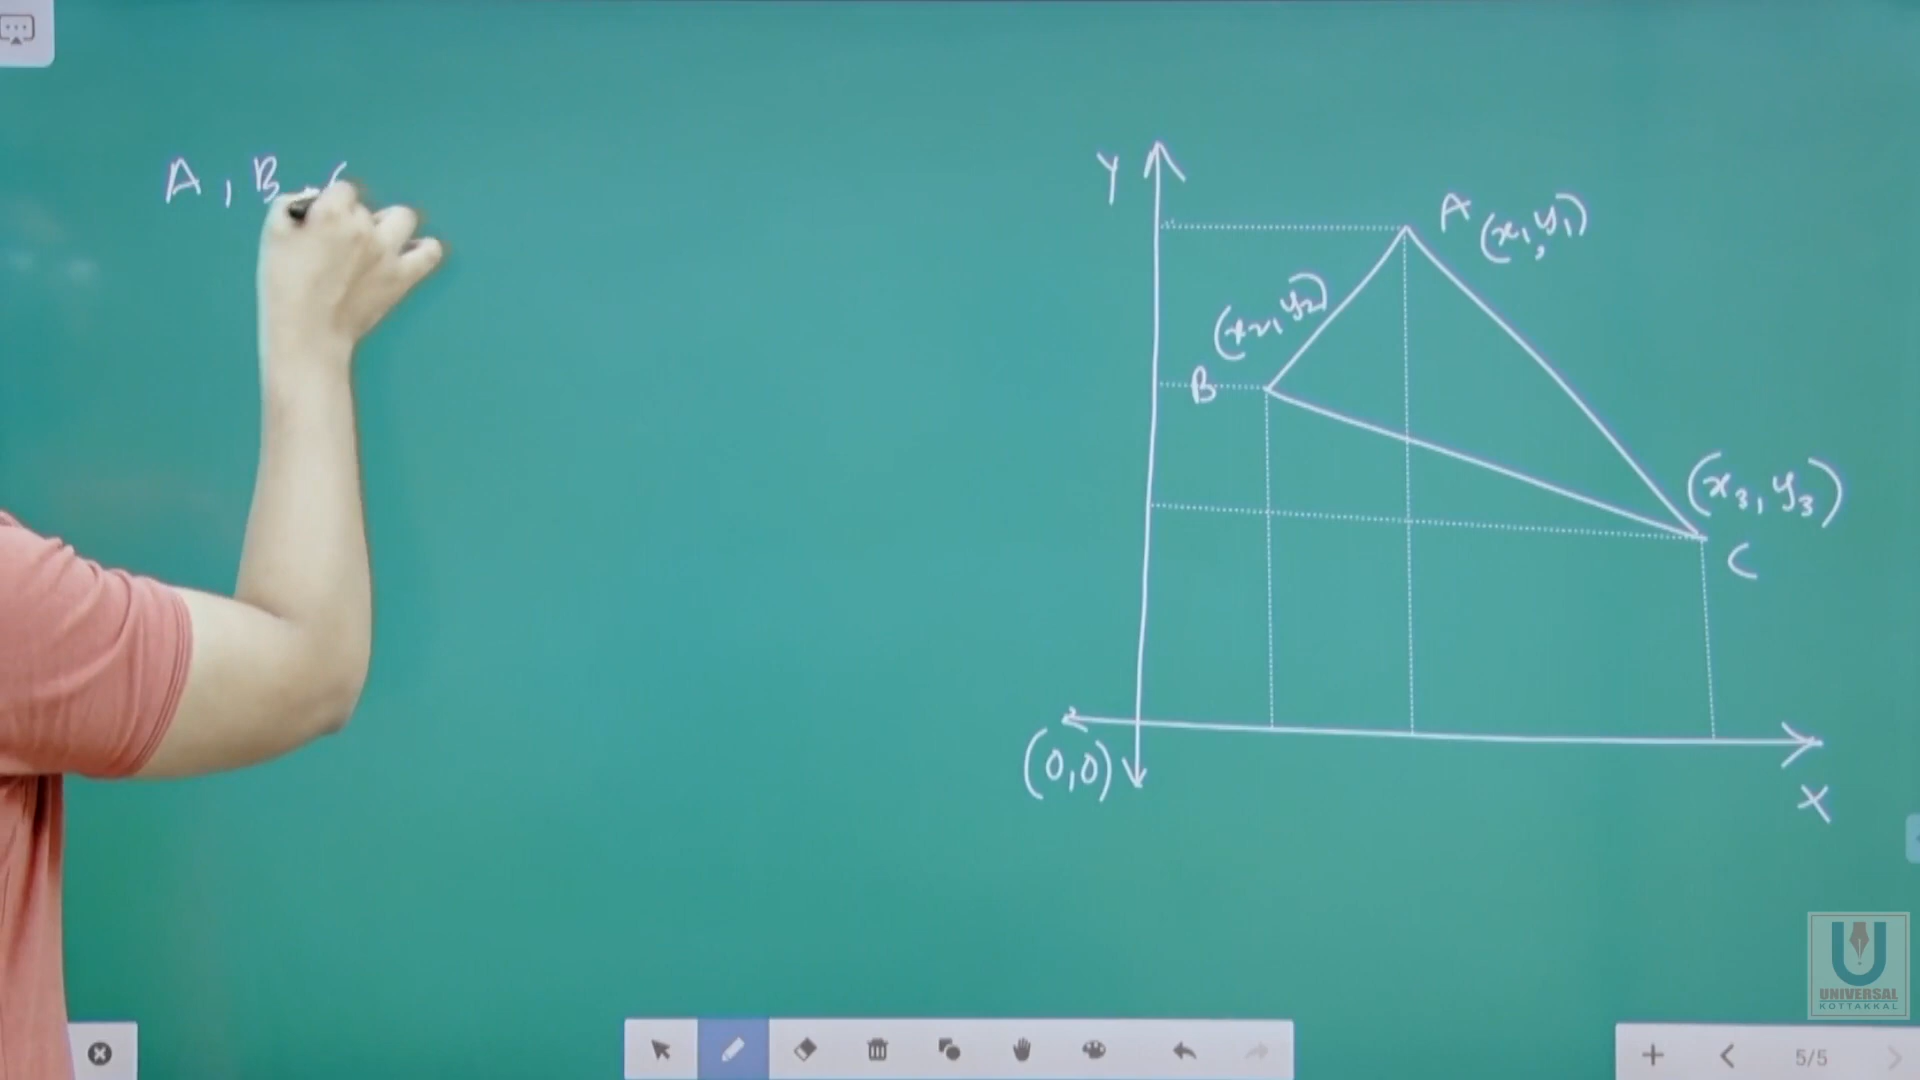 A, B, C
Y
A (x₁, y₁)
(x₂, y₂)
B
(x₃, y₃)
C
(0,0)
X
UNIVERSAL
KOTTAKKAL
5/5